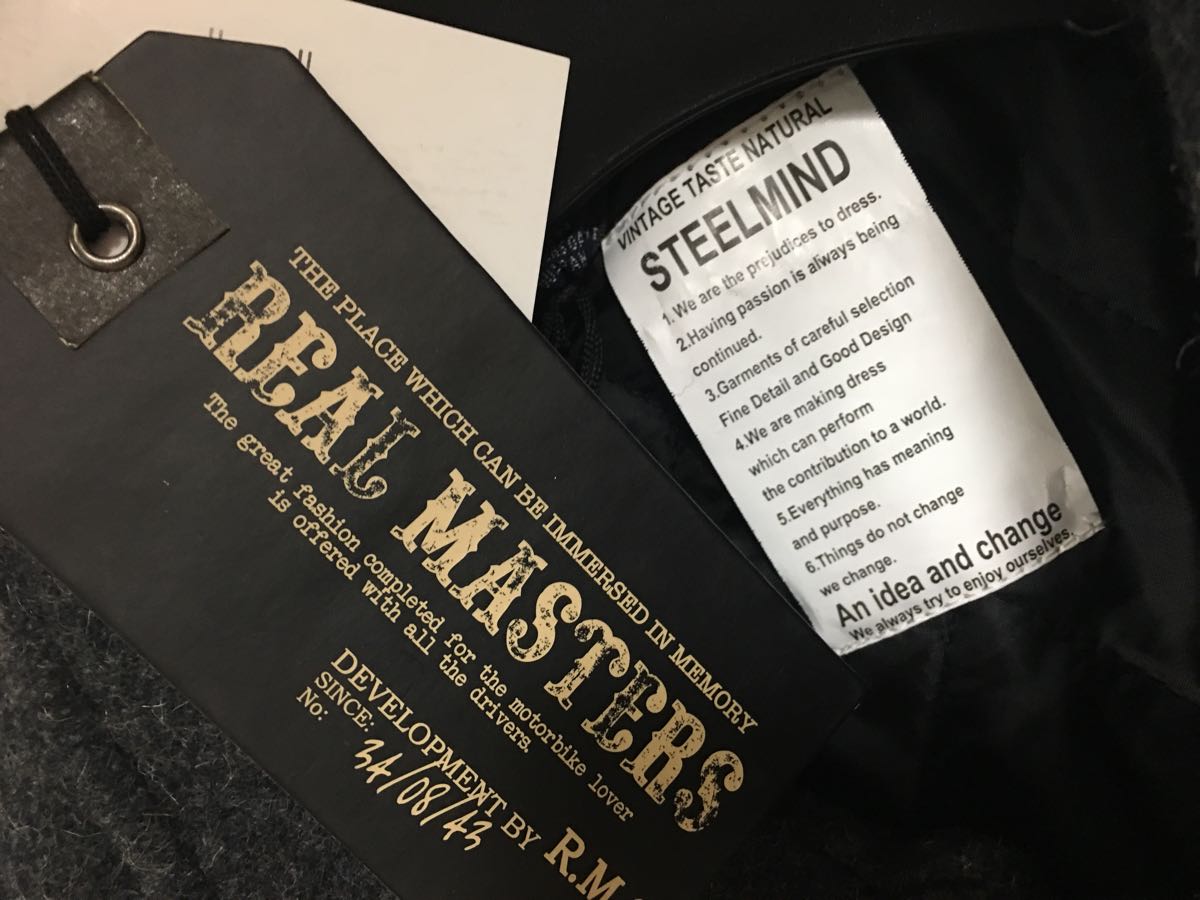 THE PLACE WHICH CAN BE IMMERSED IN MEMORY
REAL MASTERS
The great fashion completed for the motorbike lover
is offered with all the drivers.
DEVELOPMENT BY R.M
SINCE:
No: 34/08/43
VINTAGE TASTE NATURAL
STEELMIND
1. We are the prejudices to dress.
2.Having passion is always being
continued.
3.Garments of careful selection
Fine Detail and Good Design
4.We are making dress
which can perform
the contribution to a world.
5.Everything has meaning
and purpose.
6.Things do not change
we change.
An idea and change
We always try to enjoy ourselves.